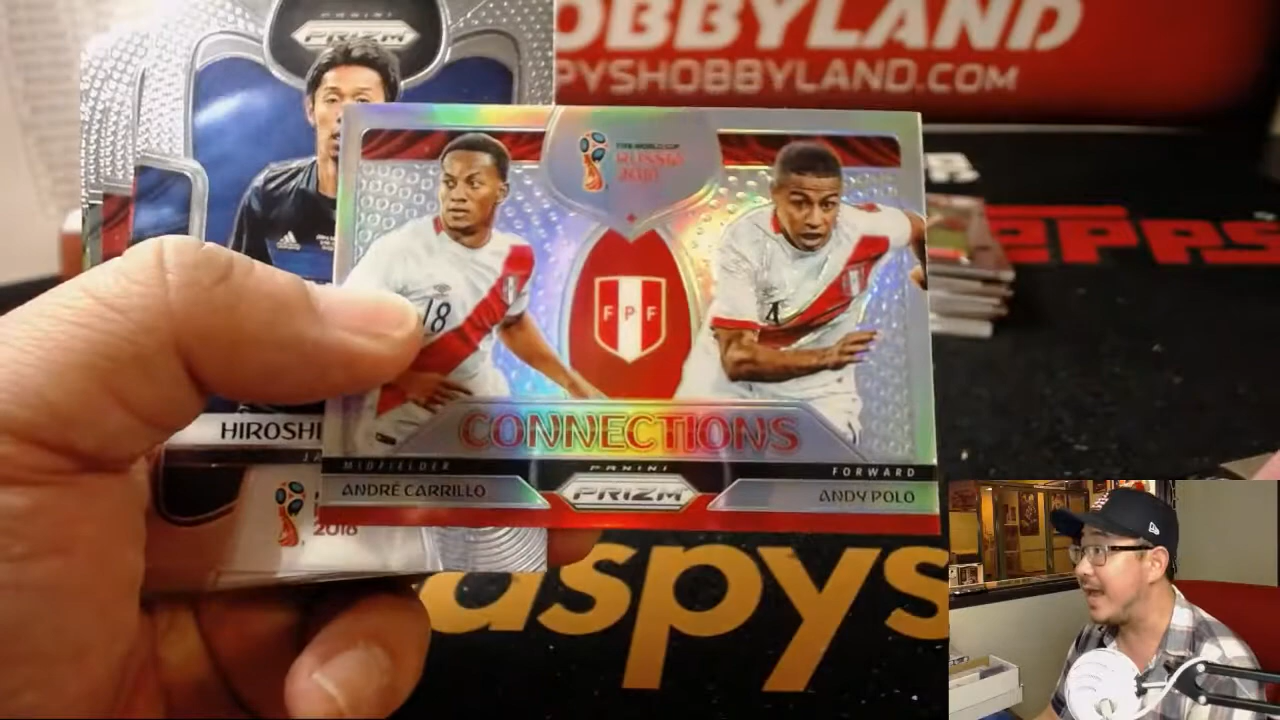 OBBYLAND
PYSHOBBYLAND.COM
PANINI
PRIZM
FIFA WORLD CUP
RUSSIA
2018
18
4
FPF
CONNECTIONS
MIDFIELDER
FORWARD
PANINI
PRIZM
ANDRÉ CARRILLO
ANDY POLO
HIROSHI
2018
aspys